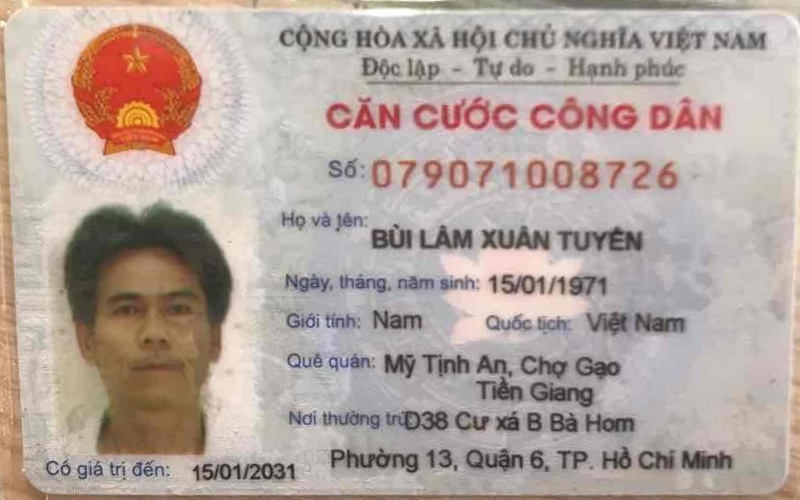 CỘNG HÒA XÃ HỘI CHỦ NGHĨA VIỆT NAM
Độc lập - Tự do - Hạnh phúc
CĂN CƯỚC CÔNG DÂN
Số: 079071008726
Họ và tên: BÙI LÂM XUÂN TUYÊN
Ngày, tháng, năm sinh: 15/01/1971
Giới tính: Nam Quốc tịch: Việt Nam
Quê quán: Mỹ Tịnh An, Chợ Gạo
Tiền Giang
Nơi thường trú: D38 Cư xá B Bà Hom
Phường 13, Quận 6, TP. Hồ Chí Minh
Có giá trị đến: 15/01/2031